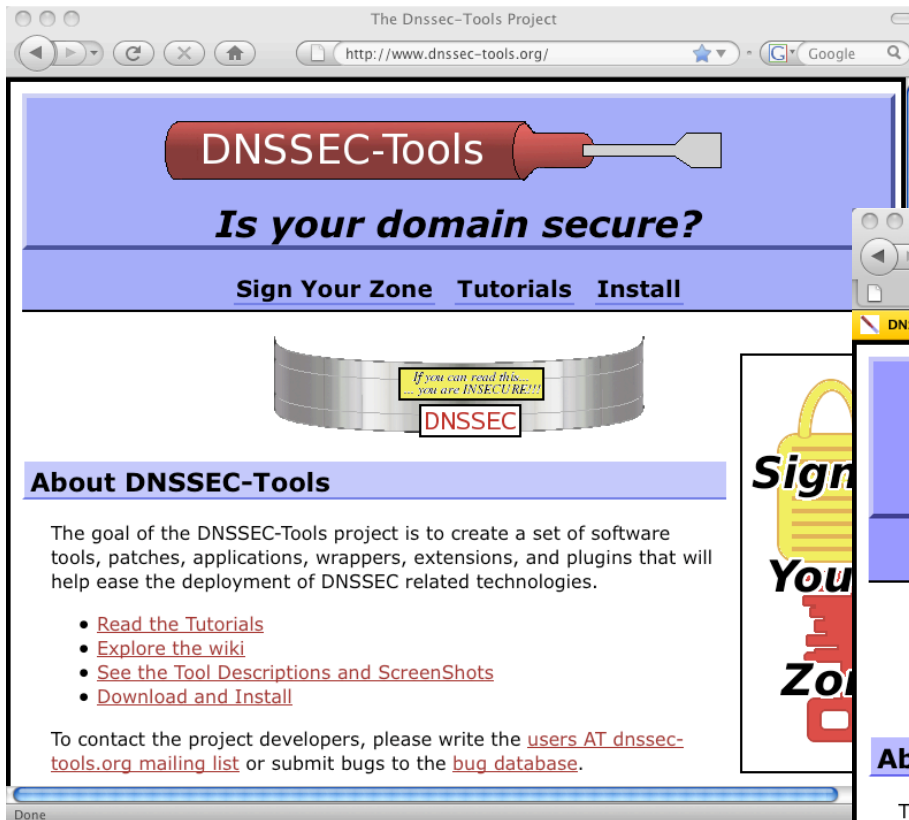 The Dnssec-Tools Project
http://www.dnssec-tools.org/
Google
DNSSEC-Tools
Is your domain secure?
Sign Your Zone Tutorials Install
If you can read this...
... you are INSECURE!!!
DNSSEC
About DNSSEC-Tools
The goal of the DNSSEC-Tools project is to create a set of software
tools, patches, applications, wrappers, extensions, and plugins that will
help ease the deployment of DNSSEC related technologies.
Read the Tutorials
Explore the wiki
See the Tool Descriptions and ScreenShots
Download and Install
To contact the project developers, please write the users AT dnssec-
tools.org mailing list or submit bugs to the bug database.
Sign
You
Zo
Done
DN
Ab
T